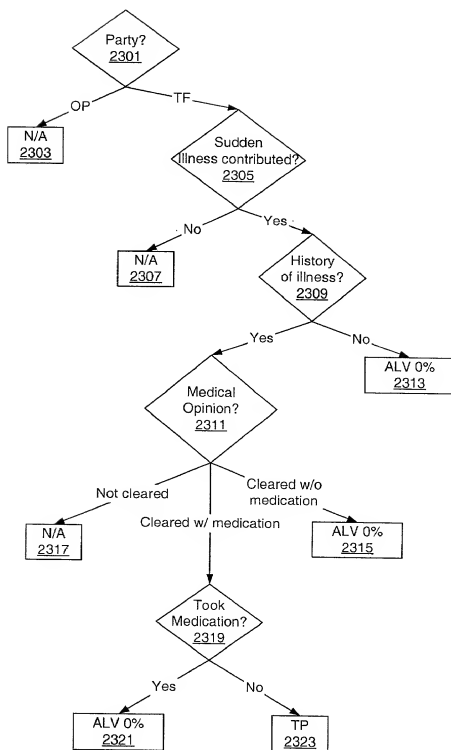 Party?
2301
OP
TF
N/A
2303
Sudden
Illness contributed?
2305
No
Yes
N/A
2307
History
of illness?
2309
Yes
No
ALV 0%
2313
Medical
Opinion?
2311
Not cleared
Cleared w/o
medication
Cleared w/ medication
N/A
2317
ALV 0%
2315
Took
Medication?
2319
Yes
No
ALV 0%
2321
TP
2323